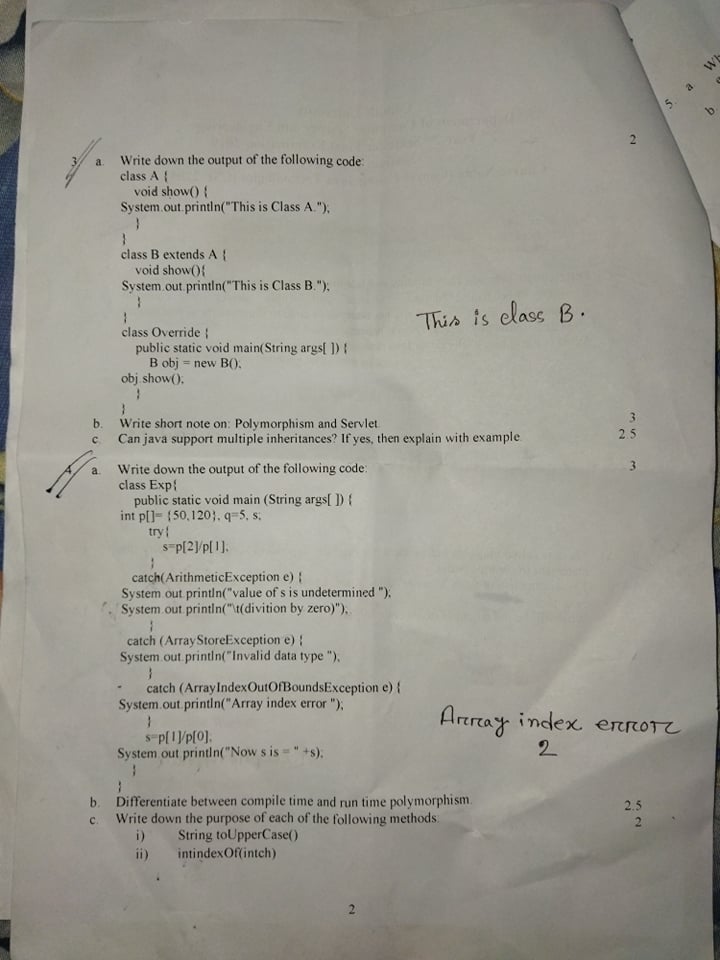 5. a Wh
b
2
3 a. Write down the output of the following code:
class A {
void show() {
System.out.println("This is Class A.");
}
}
class B extends A {
void show(){
System.out.println("This is Class B.");
}
}
This is class B.
class Override {
public static void main(String args[ ]) {
B obj = new B();
obj.show();
}
}
b. Write short note on: Polymorphism and Servlet. 3
c. Can java support multiple inheritances? If yes, then explain with example. 2.5
4 a. Write down the output of the following code: 3
class Exp{
public static void main (String args[ ]) {
int p[]= {50,120}, q=5, s;
try{
s=p[2]/p[1];
}
catch(ArithmeticException e) {
System.out.println("value of s is undetermined ");
System.out.println("\t(divition by zero)");
}
catch (ArrayStoreException e) {
System.out.println("Invalid data type ");
}
catch (ArrayIndexOutOfBoundsException e) {
System.out.println("Array index error ");
}
Array index error
s=p[1]/p[0];
2
System.out.println("Now s is = " +s);
}
}
b. Differentiate between compile time and run time polymorphism. 2.5
c. Write down the purpose of each of the following methods. 2
i) String toUpperCase()
ii) intindexOf(intch)
2